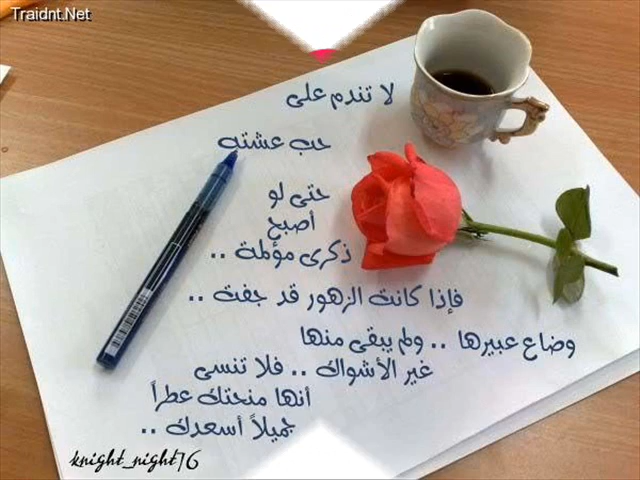 Traidnt.Net
لا تندم على
حب عشته
حتى لو
أصبح
ذكرى مؤلمة ..
فإذا كانت الزهور قد جفت ..
وضاع عبيرها .. ولم يبقى منها
غير الأشواك .. فلا تنسى
أنها منحتك عطراً
جميلاً أسعدك ..
knight_night76